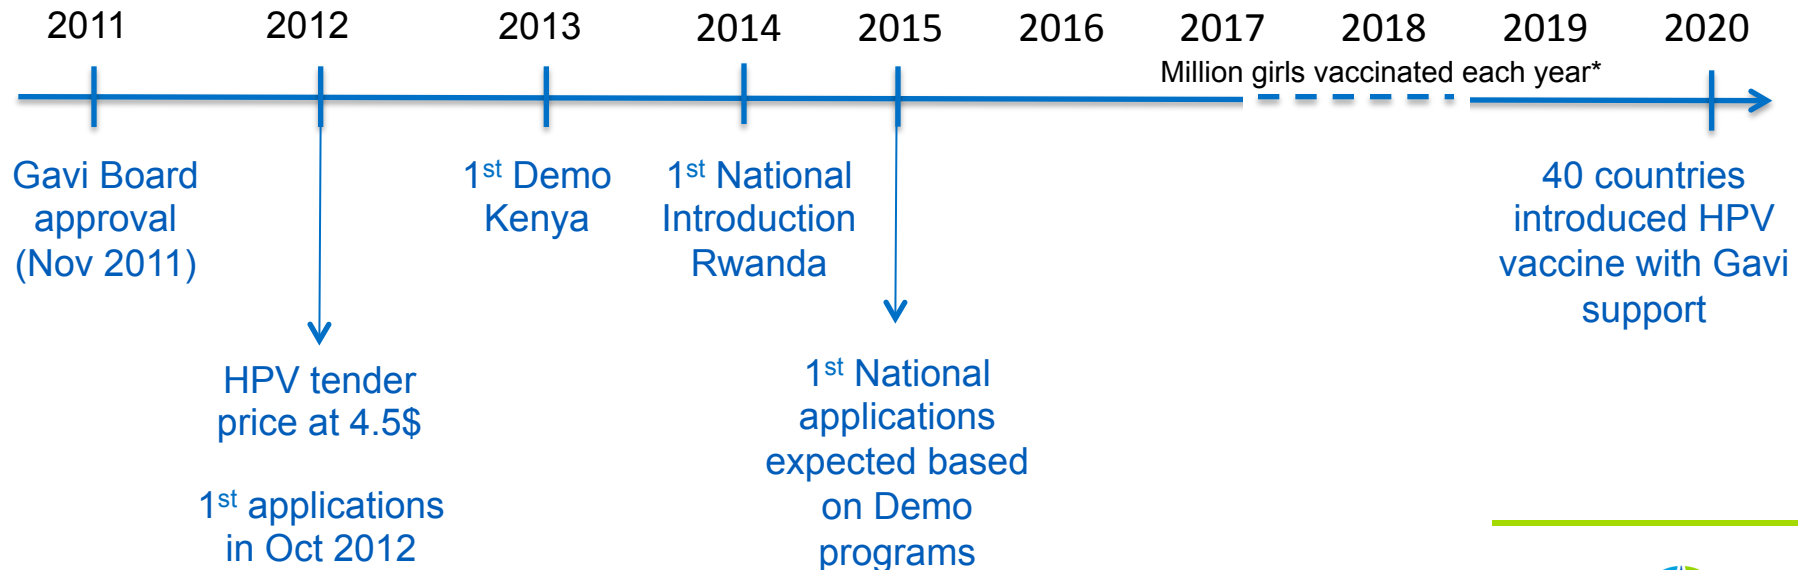 2011 2012 2013 2014 2015 2016 2017 2018 2019 2020
Million girls vaccinated each year*
Gavi Board
approval
(Nov 2011)
HPV tender
price at 4.5$
1st applications
in Oct 2012
1st Demo
Kenya
1st National
Introduction
Rwanda
1st National
applications
expected based
on Demo
programs
40 countries
introduced HPV
vaccine with Gavi
support